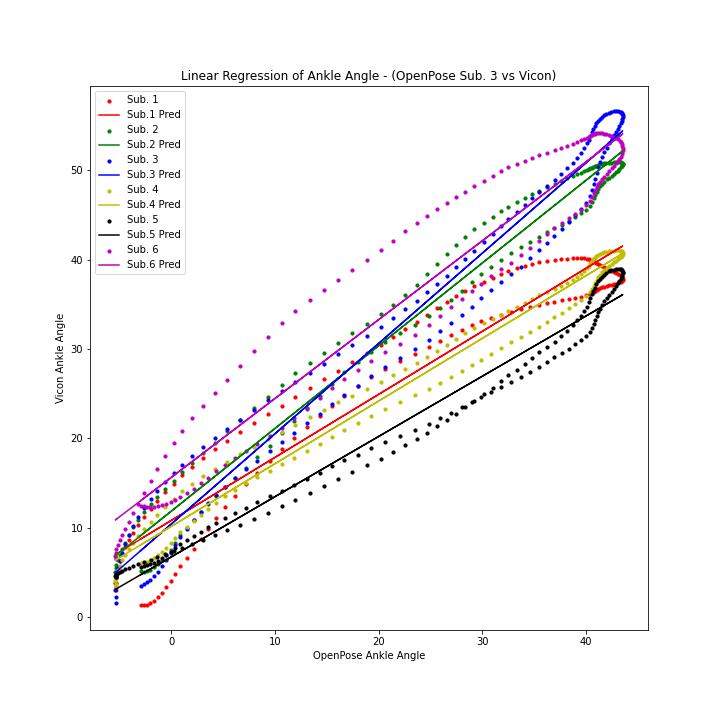 Linear Regression of Ankle Angle - (OpenPose Sub. 3 vs Vicon)
Sub. 1
Sub.1 Pred
Sub. 2
Sub.2 Pred
Sub. 3
Sub.3 Pred
Sub. 4
Sub.4 Pred
Sub. 5
Sub.5 Pred
Sub. 6
Sub.6 Pred
Vicon Ankle Angle
50
40
30
20
10
0
0 10 20 30 40
OpenPose Ankle Angle